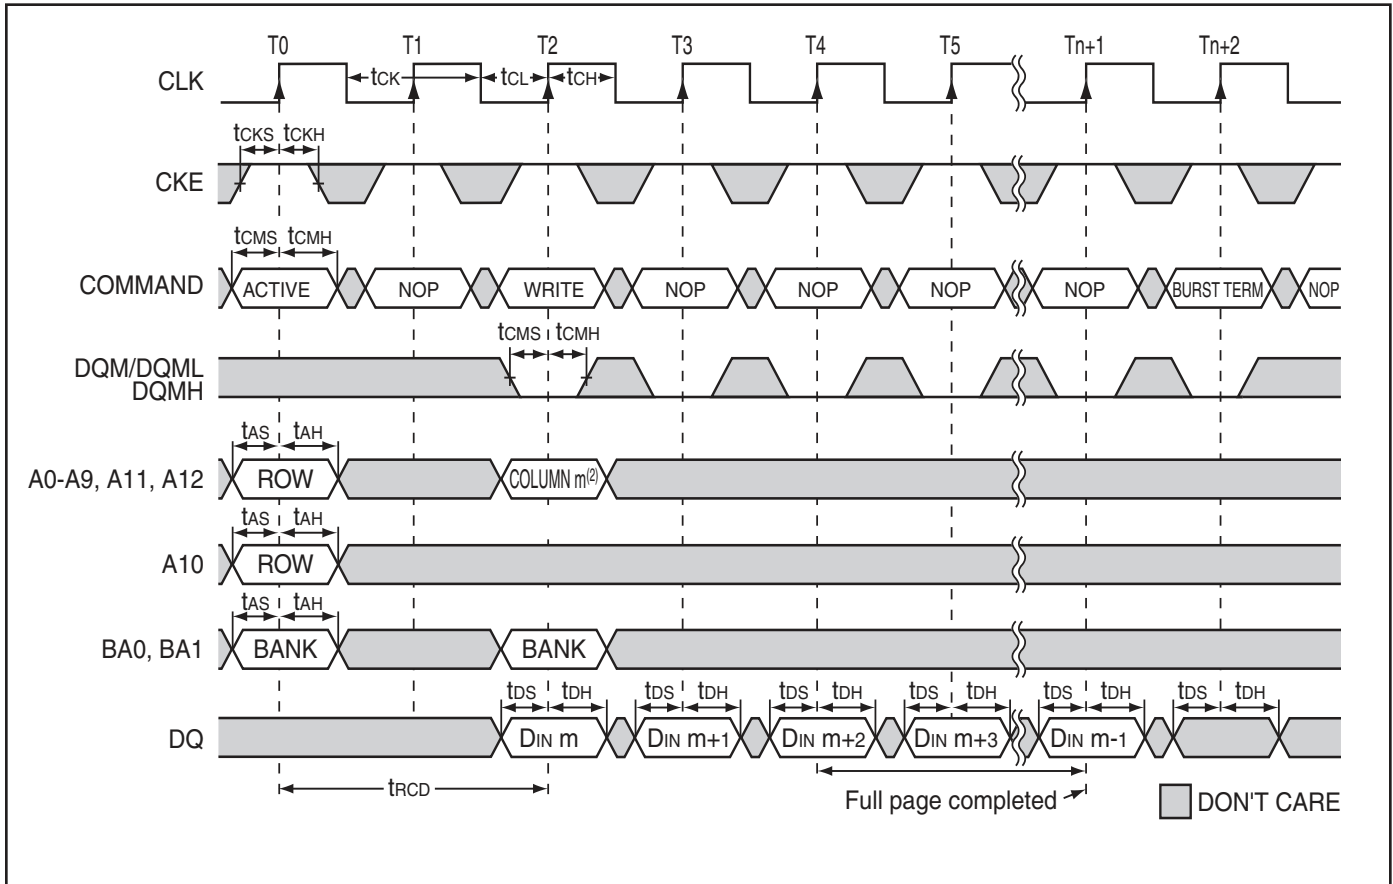 T0 T1 T2 T3 T4 T5 Tn+1 Tn+2
CLK tCK tCL tCH
tCKS tCKH
CKE
tCMS tCMH
COMMAND ACTIVE NOP WRITE NOP NOP NOP NOP BURST TERM NOP
tCMS tCMH
DQM/DQML
DQMH
tAS tAH
A0-A9, A11, A12 ROW COLUMN m(2)
tAS tAH
A10 ROW
tAS tAH
BA0, BA1 BANK BANK
tDS tDH tDS tDH tDS tDH tDS tDH tDS tDH tDS tDH
DQ DIN m DIN m+1 DIN m+2 DIN m+3 DIN m-1
tRCD
Full page completed DON'T CARE